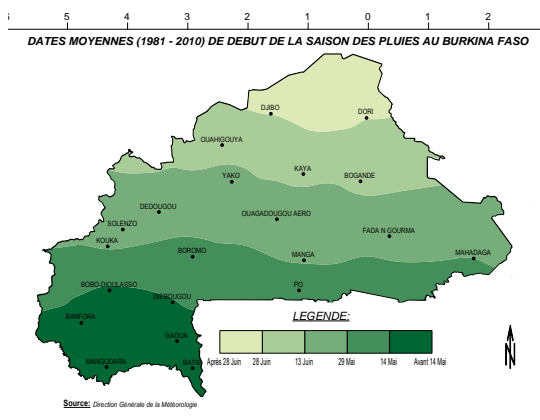 6 5 4 3 2 1 0 1 2
DATES MOYENNES (1981 - 2010) DE DEBUT DE LA SAISON DES PLUIES AU BURKINA FASO
DJIBO
DORI
OUAHIGOUYA
YAKO
KAYA
BOGANDE
DEDOUGOU
OUAGADOUGOU AERO
SOLENZO
FADA N GOURMA
KOUKA
BOROMO
MANGA
MAHADAGA
BOBO-DIOULASSO
PO
DIEBOUGOU
BANFORA
LEGENDE:
GAOUA
MANGODARA
BATIE
Après 28 Juin 28 Juin 13 Juin 29 Mai 14 Mai Avant 14 Mai
N
Source: Direction Générale de la Météorologie